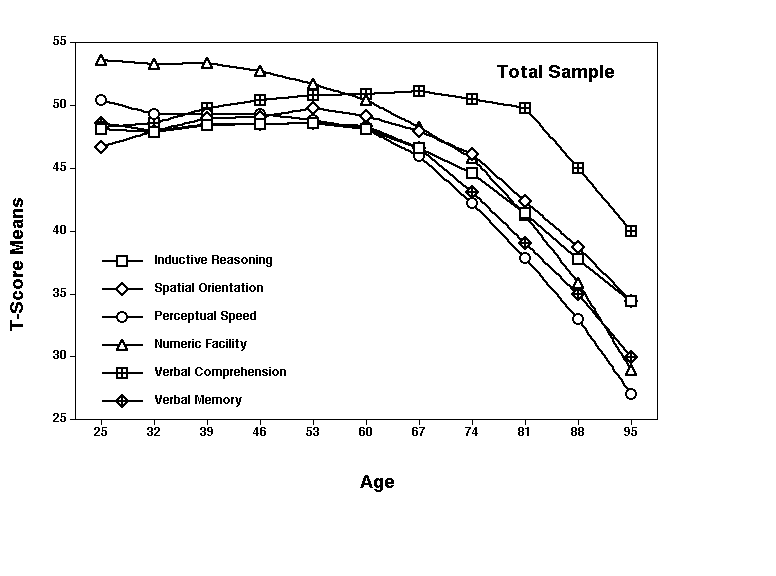 55
Total Sample
50
45
40
35
30
25
T-Score Means
Inductive Reasoning
Spatial Orientation
Perceptual Speed
Numeric Facility
Verbal Comprehension
Verbal Memory
25 32 39 46 53 60 67 74 81 88 95
Age